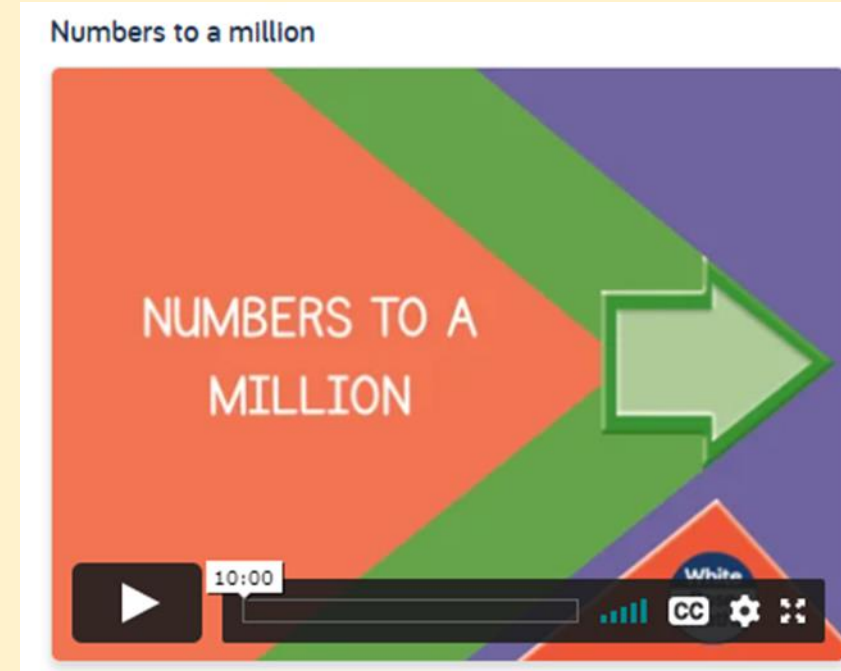 Numbers to a million
NUMBERS TO A
MILLION
10:00
White
CC